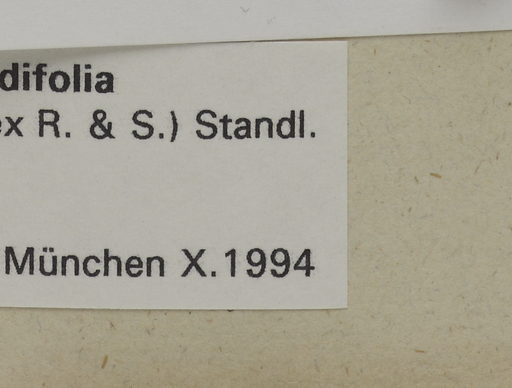 difolia
ex R. & S.) Standl.
München X.1994